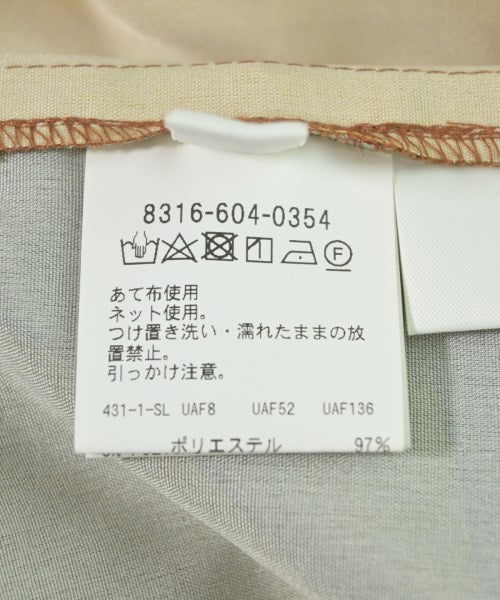 8316-604-0354
F
あて布使用
ネット使用。
つけ置き洗い・濡れたままの放
置禁止。
引っかけ注意。
431-1-SL UAF8 UAF52 UAF136
ポリエステル 97%